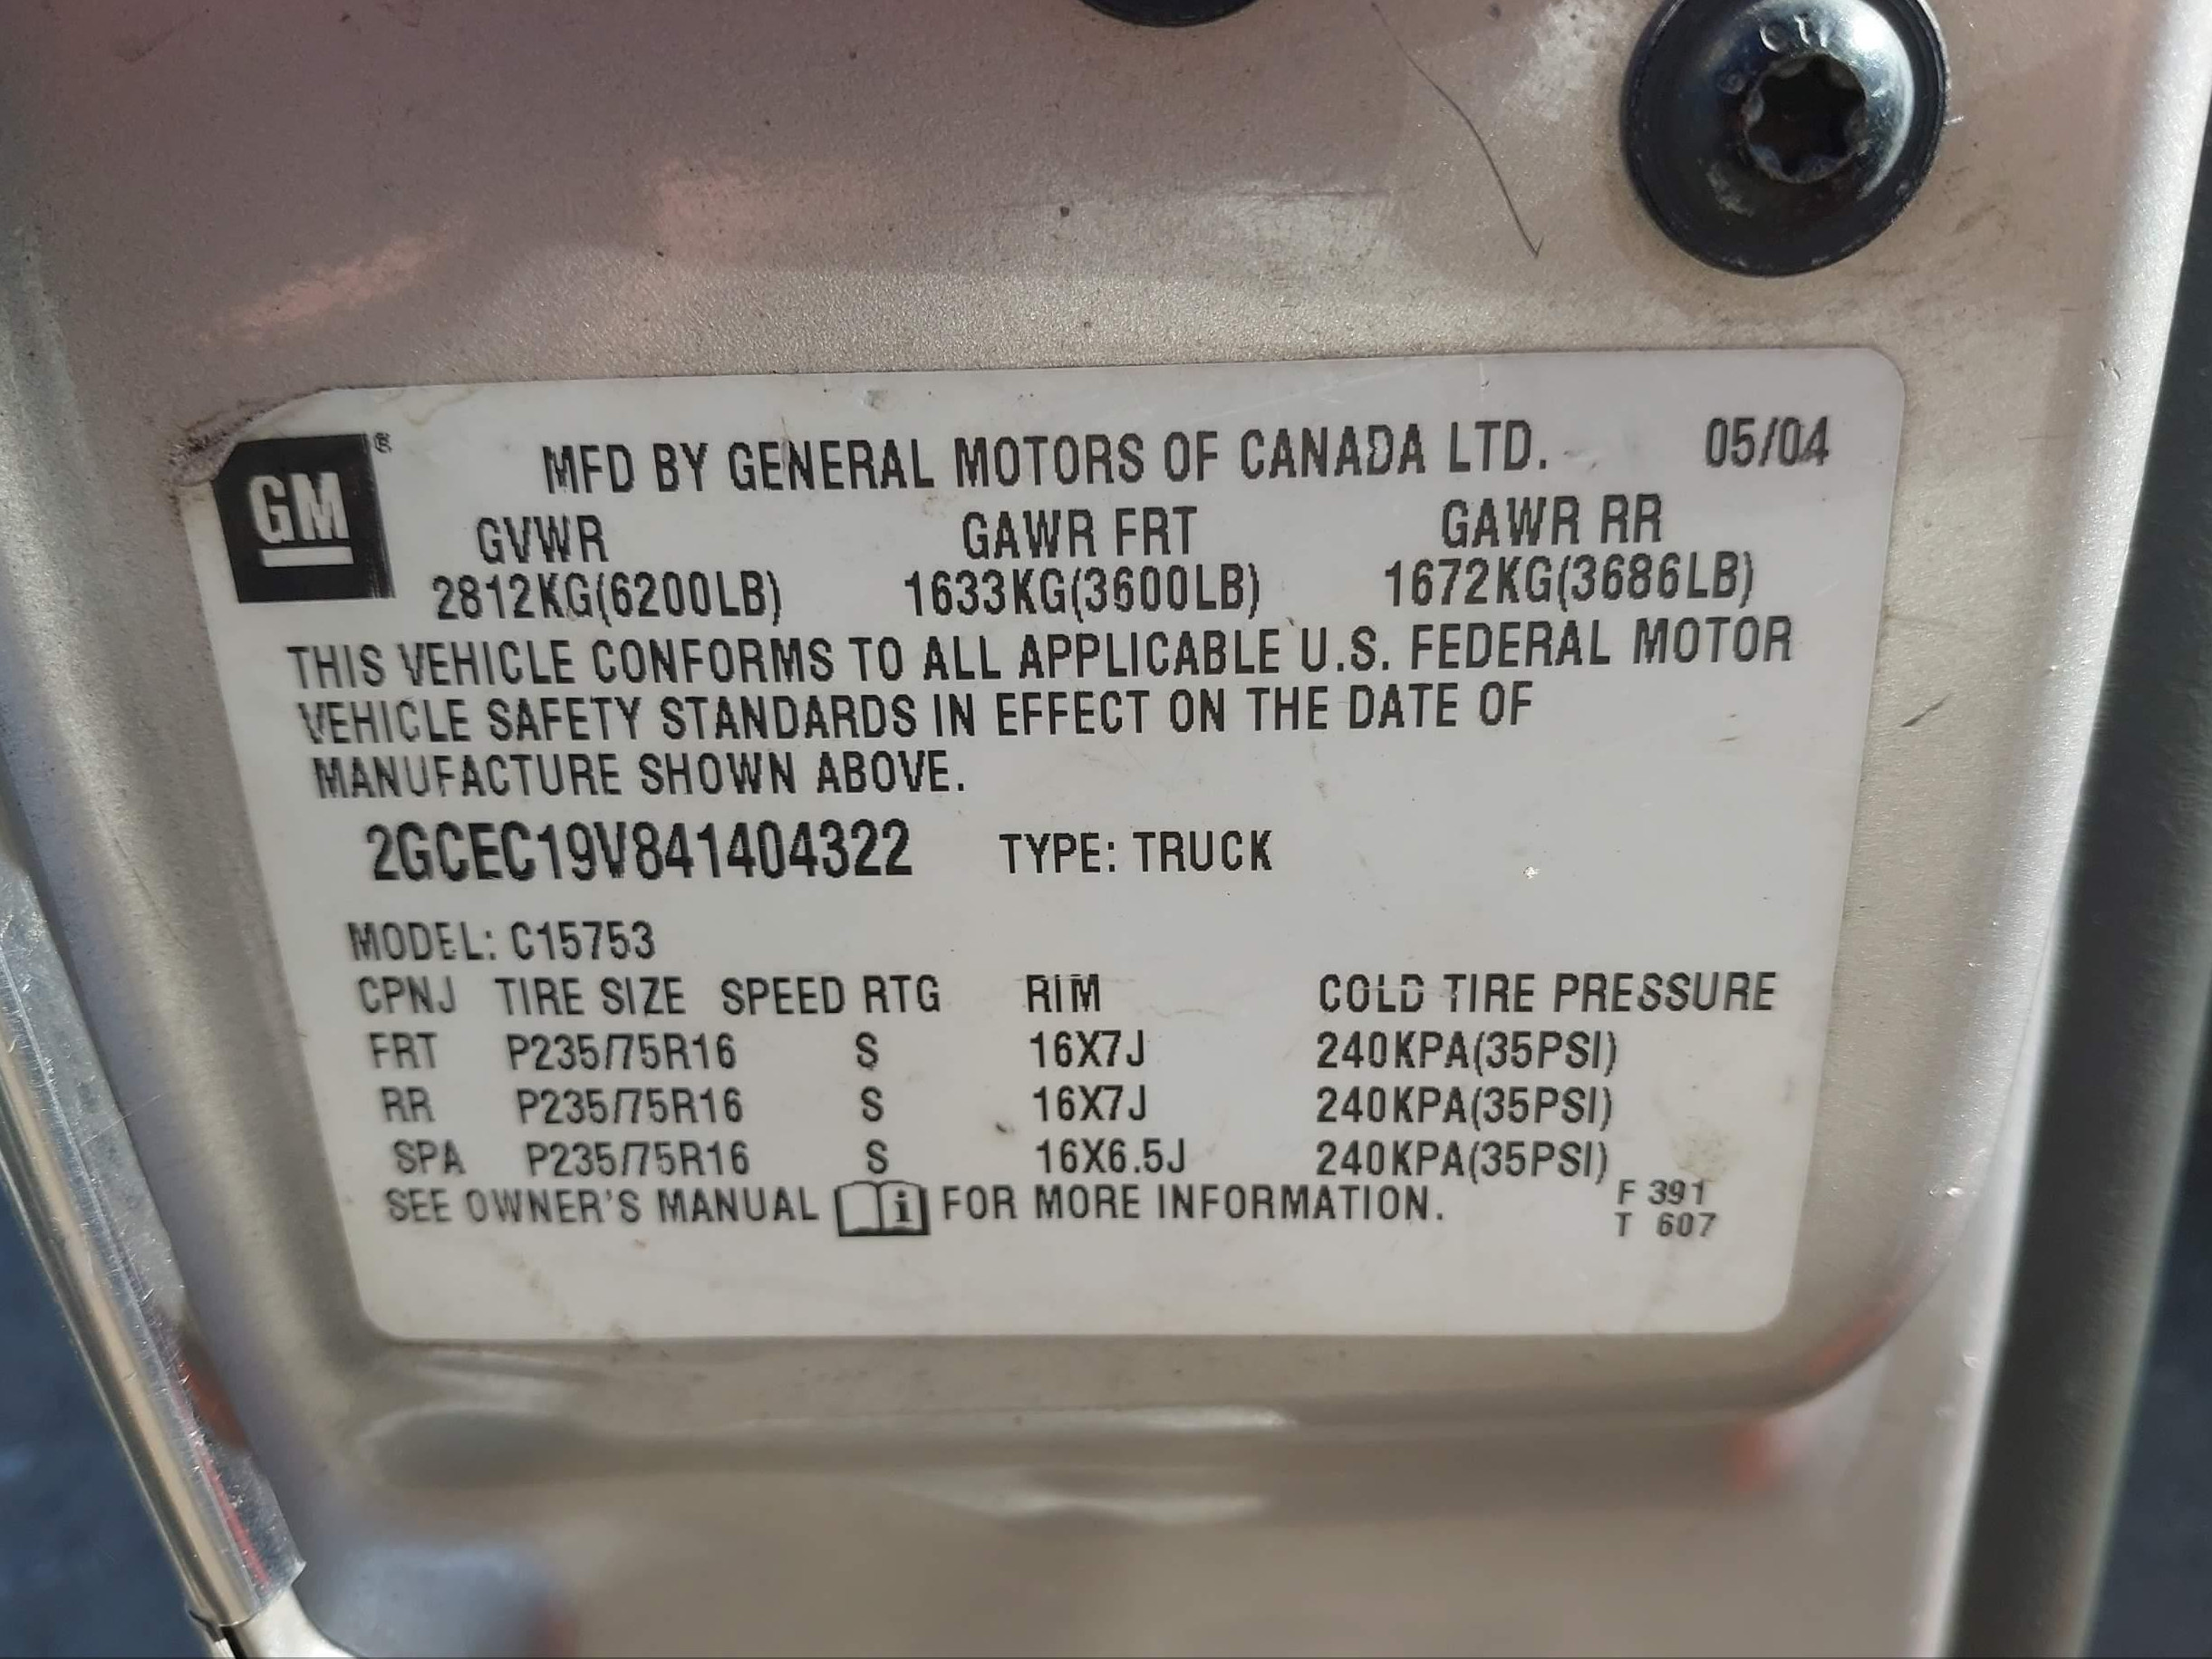 GM®
MFD BY GENERAL MOTORS OF CANADA LTD. 05/04
GVWR GAWR FRT GAWR RR
2812KG(6200LB) 1633KG(3600LB) 1672KG(3686LB)
THIS VEHICLE CONFORMS TO ALL APPLICABLE U.S. FEDERAL MOTOR
VEHICLE SAFETY STANDARDS IN EFFECT ON THE DATE OF
MANUFACTURE SHOWN ABOVE.
2GCEC19V841404322 TYPE: TRUCK
MODEL: C15753
CPNJ TIRE SIZE SPEED RTG RIM COLD TIRE PRESSURE
FRT P235/75R16 S 16X7J 240KPA(35PSI)
RR P235/75R16 S 16X7J 240KPA(35PSI)
SPA P235/75R16 S 16X6.5J 240KPA(35PSI)
SEE OWNER'S MANUAL i FOR MORE INFORMATION.
F 391
T 607